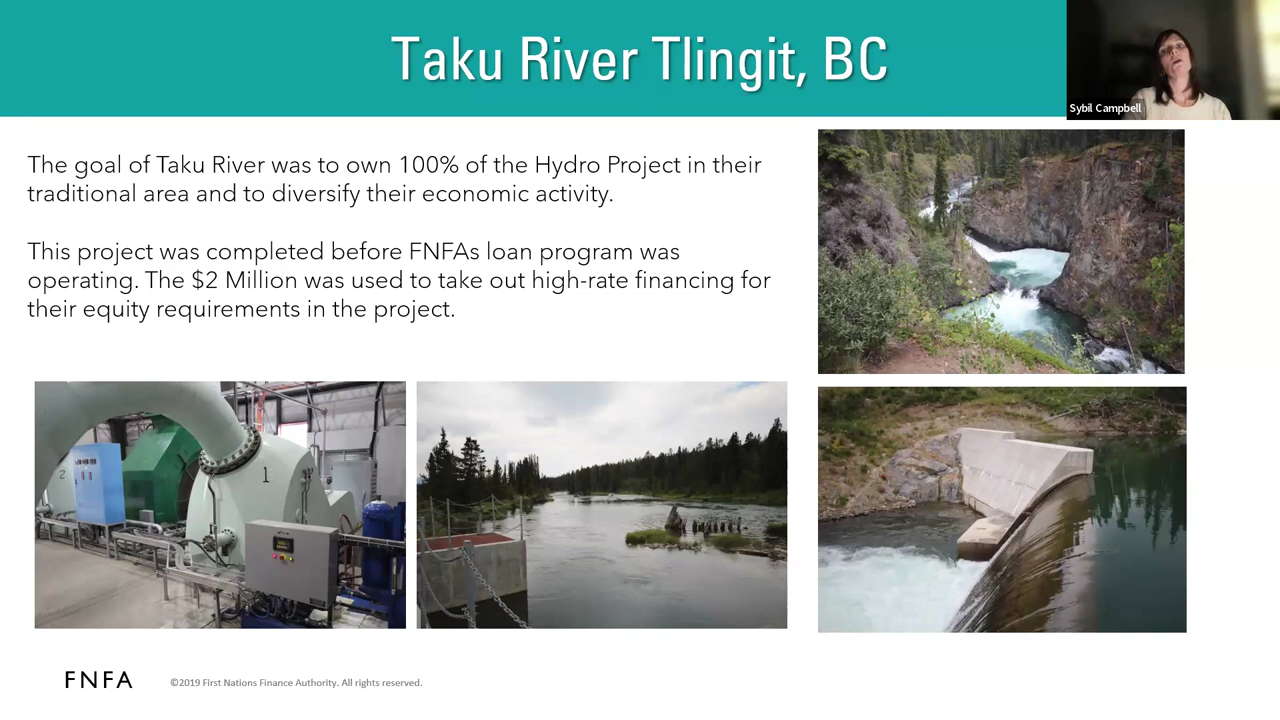 Taku River Tlingit, BC
Sybil Campbell
The goal of Taku River was to own 100% of the Hydro Project in their
traditional area and to diversify their economic activity.
This project was completed before FNFAs loan program was
operating. The $2 Million was used to take out high-rate financing for
their equity requirements in the project.
2
1
FNFA
©2019 First Nations Finance Authority. All rights reserved.